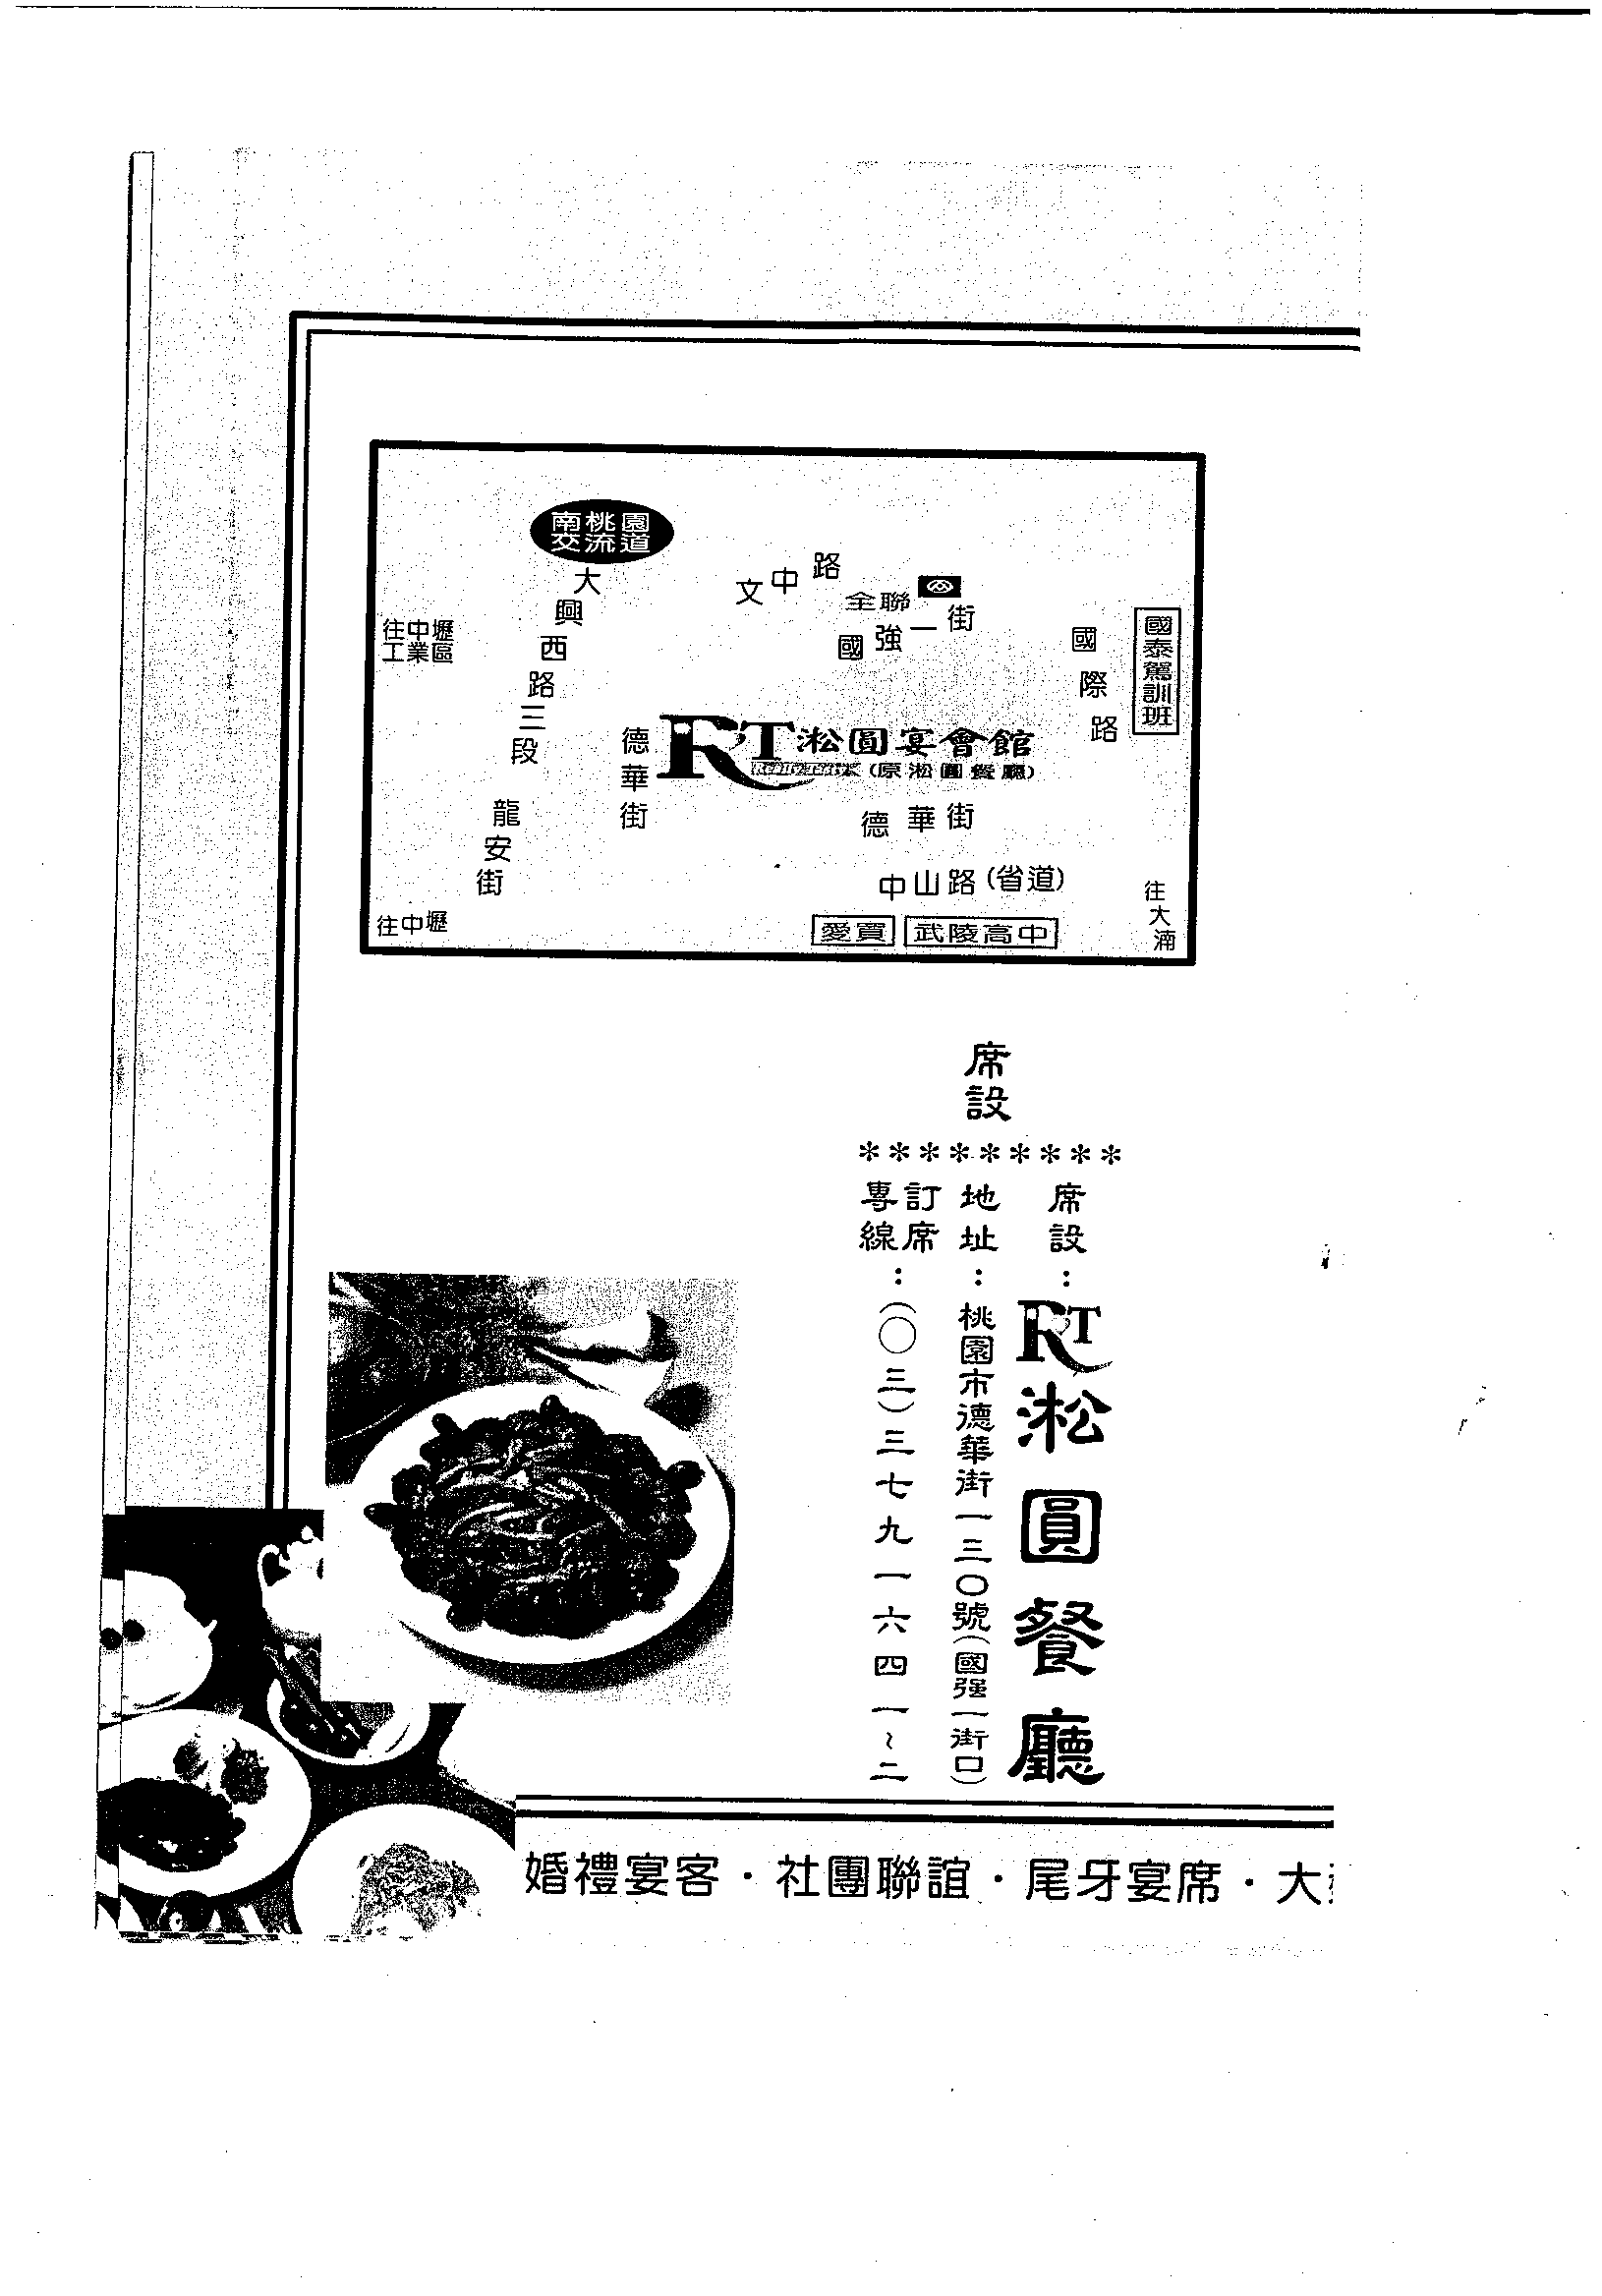 南桃園
交流道
大興西路三段
文中路
全聯
國強一街
國際路
國泰駕訓班
往中壢
工業區
德華街
RT淞圓宴會館
(原淞圓餐廳)
德華街
龍安街
中山路(省道)
往中壢
愛買
武陵高中
往大湳
席設
*********
席設：RT淞圓餐廳
地址：桃園市德華街一三〇號(國强一街口)
訂席專線：(〇三)三七九一六四一~二
婚禮宴客·社團聯誼·尾牙宴席·大